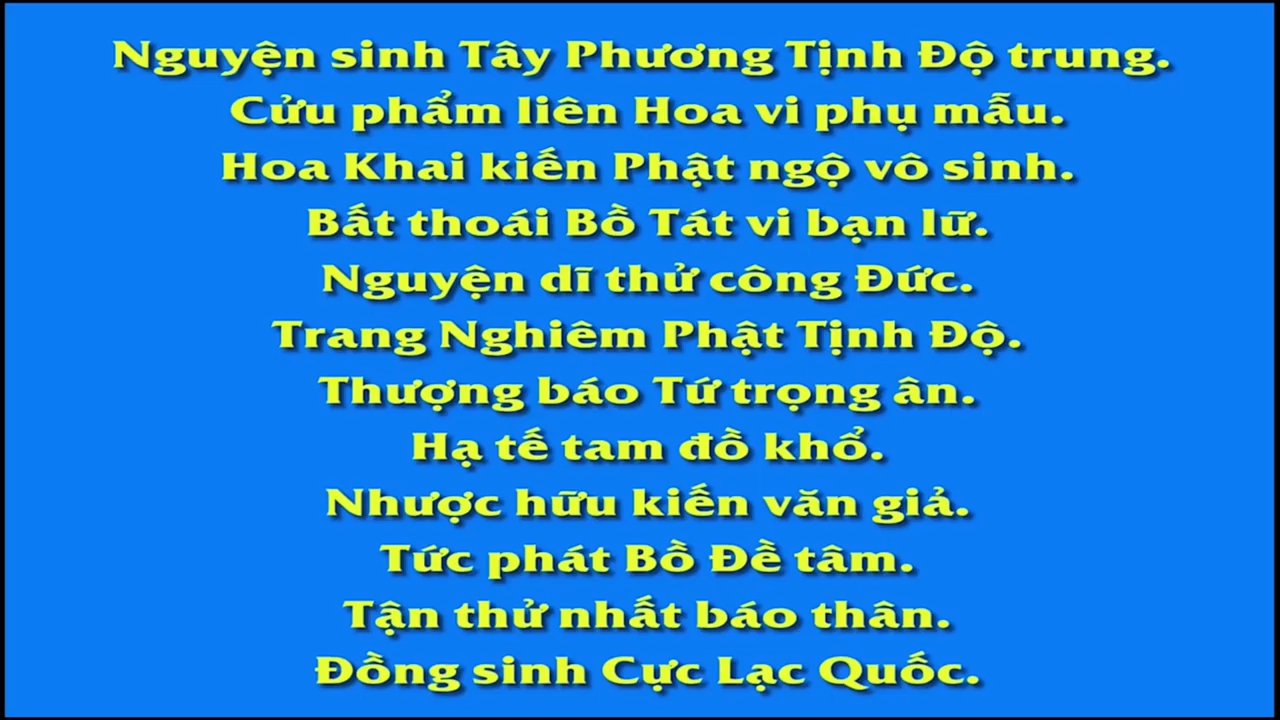 Nguyện sinh Tây Phương Tịnh Độ trung.
Cửu phẩm liên Hoa vi phụ mẫu.
Hoa Khai kiến Phật ngộ vô sinh.
Bất thoái Bồ Tát vi bạn lữ.
Nguyện dĩ thử công Đức.
Trang Nghiêm Phật Tịnh Độ.
Thượng báo Tứ trọng ân.
Hạ tế tam đồ khổ.
Nhược hữu kiến văn giả.
Tức phát Bồ Đề tâm.
Tận thử nhất báo thân.
Đồng sinh Cực Lạc Quốc.